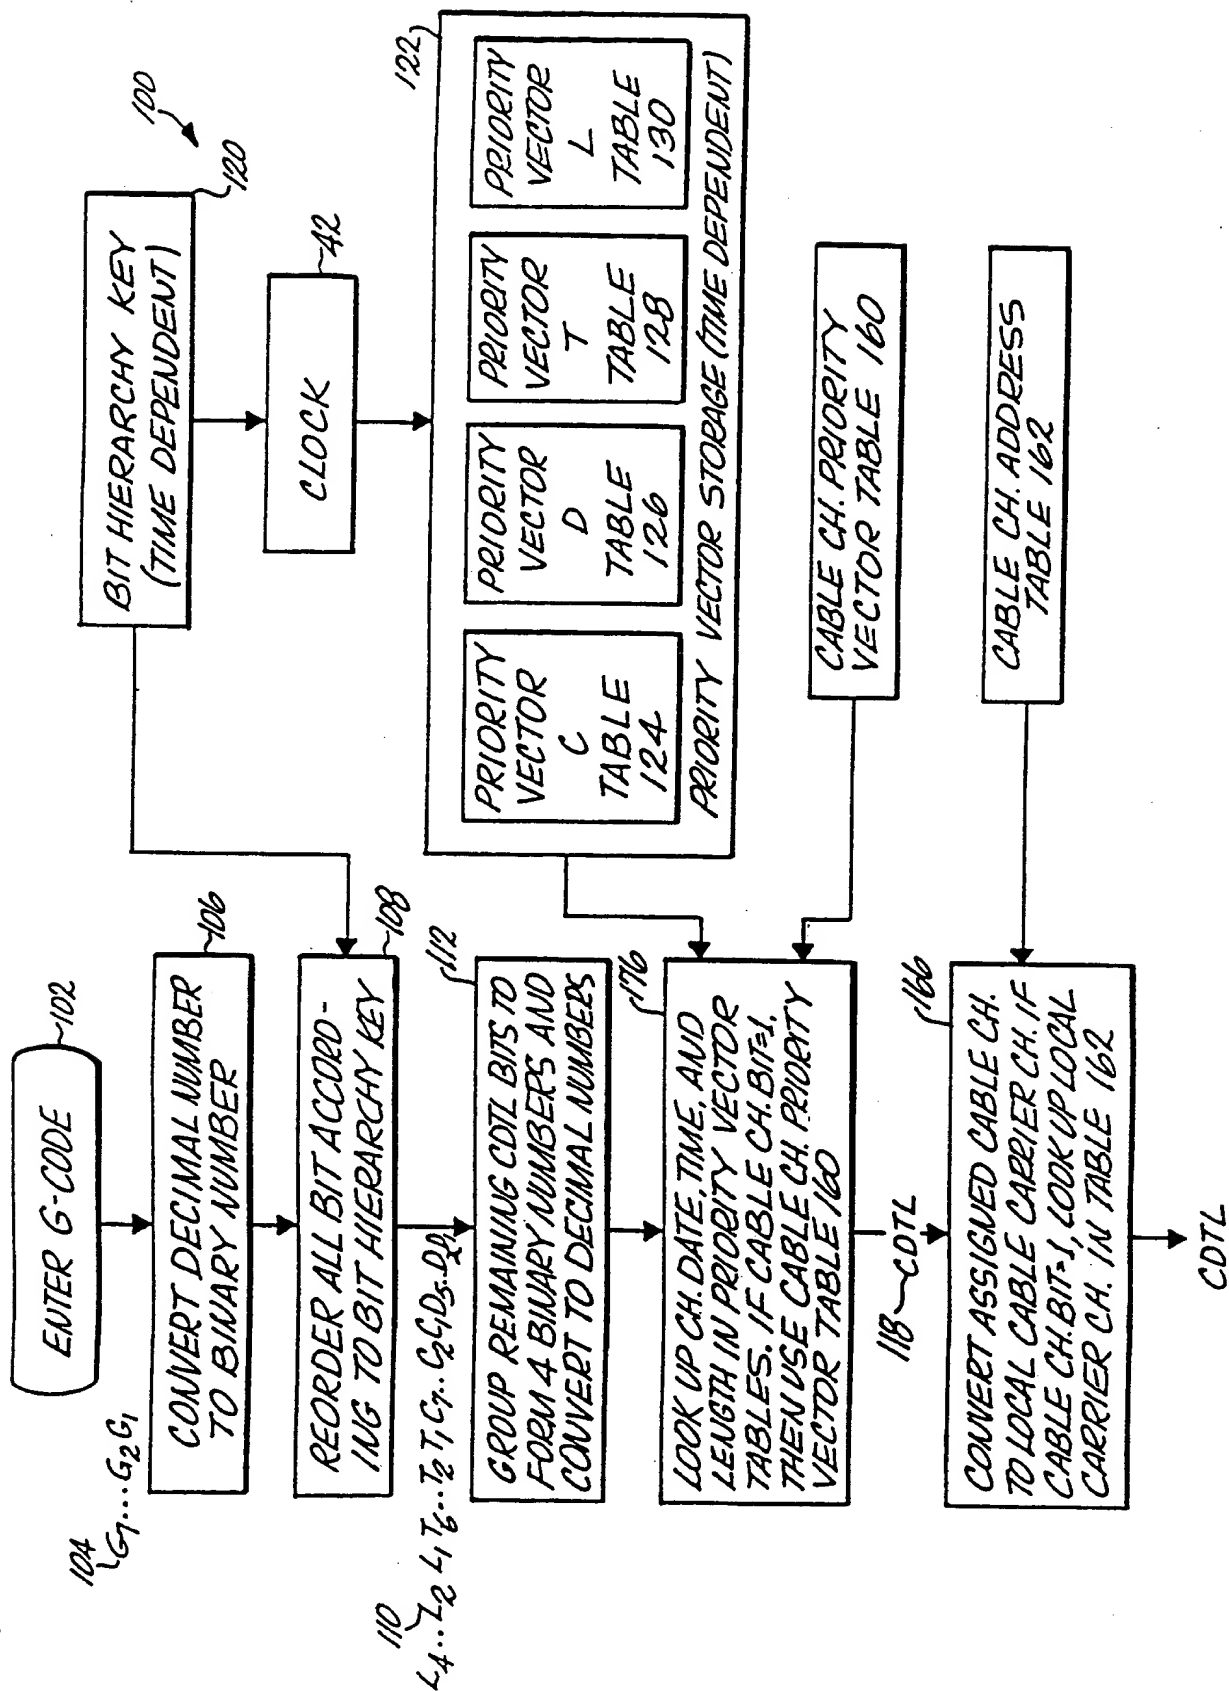 100
ENTER G-CODE
102
104
G7...G2G1
CONVERT DECIMAL NUMBER
TO BINARY NUMBER
106
REORDER ALL BIT ACCORD-
ING TO BIT HIERARCHY KEY
108
110
L4...L2 L1 T6...T2 T1 C7...C2C1D5...D2D1
GROUP REMAINING CDTL BITS TO
FORM 4 BINARY NUMBERS AND
CONVERT TO DECIMAL NUMBERS
112
LOOK UP CH. DATE, TIME, AND
LENGTH IN PRIORITY VECTOR
TABLES. IF CABLE CH. BIT=1,
THEN USE CABLE CH. PRIORITY
VECTOR TABLE 160
176
118
CDTL
CONVERT ASSIGNED CABLE CH.
TO LOCAL CABLE CARRIER CH. IF
CABLE CH. BIT=1, LOOK UP LOCAL
CARRIER CH. IN TABLE 162
166
CDTL
BIT HIERARCHY KEY
(TIME DEPENDENT)
120
CLOCK
42
122
PRIORITY
VECTOR
C
TABLE
124
PRIORITY
VECTOR
D
TABLE
126
PRIORITY
VECTOR
T
TABLE
128
PRIORITY
VECTOR
L
TABLE
130
PRIORITY VECTOR STORAGE (TIME DEPENDENT)
CABLE CH. PRIORITY
VECTOR TABLE 160
CABLE CH. ADDRESS
TABLE 162